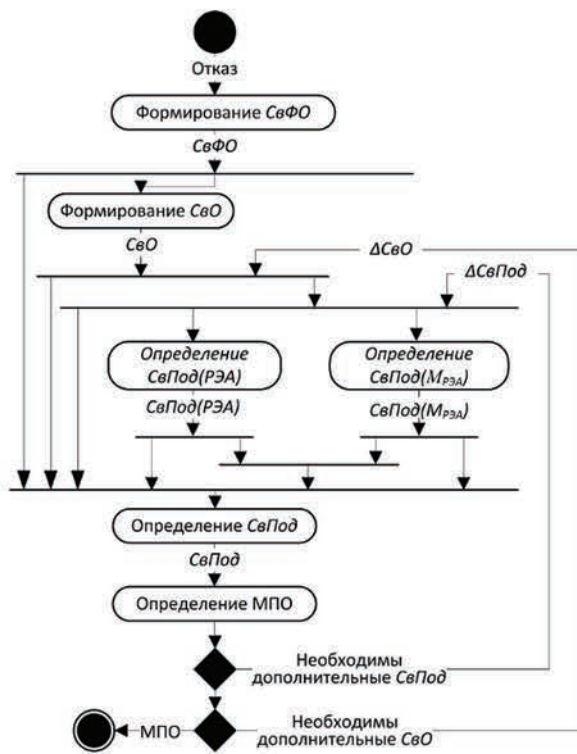 Отказ
Формирование СвФО
СвФО
Формирование СвО
СвО
ΔСвО
ΔСвПод
Определение
СвПод(РЭА)
Определение
СвПод(МРЭА)
СвПод(РЭА)
СвПод(МРЭА)
Определение СвПод
СвПод
Определение МПО
Необходимы
дополнительные СвПод
МПО
Необходимы
дополнительные СвО